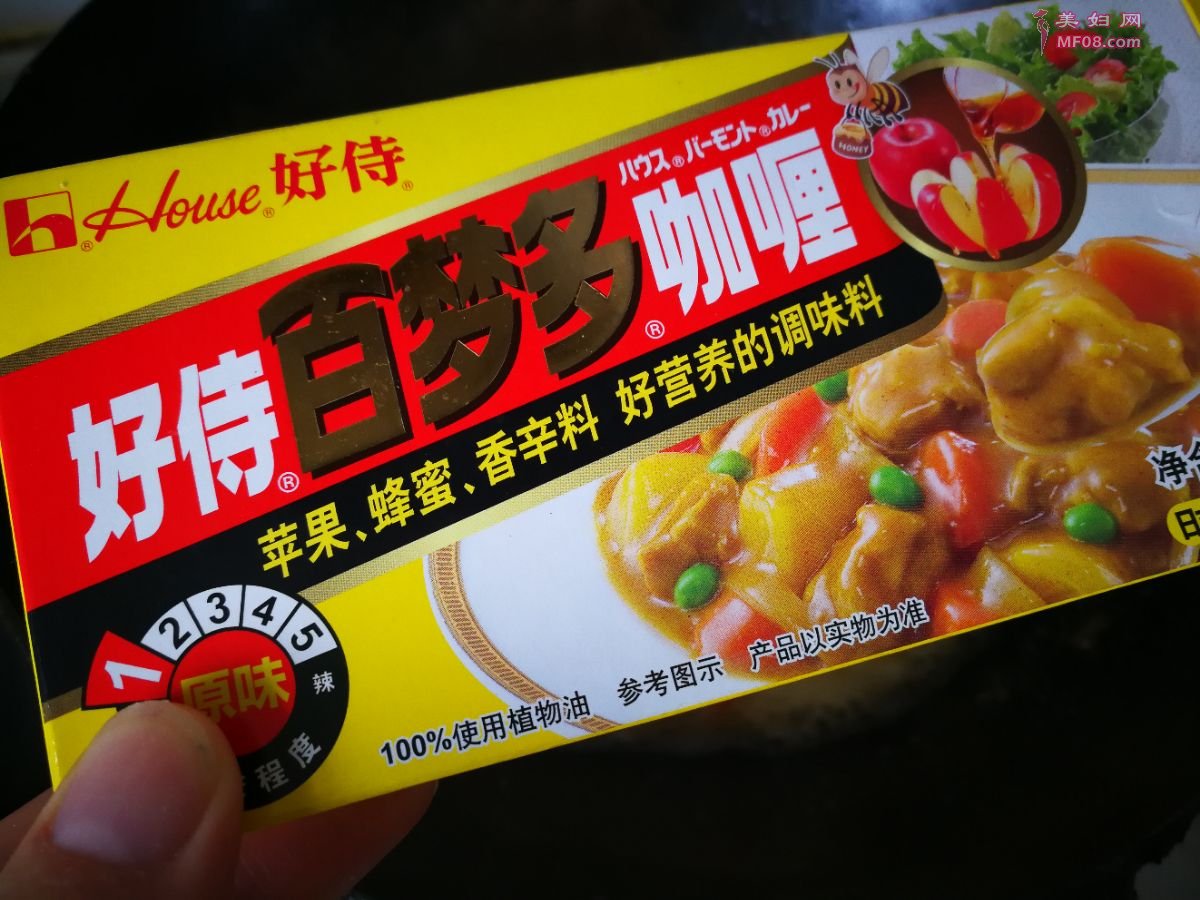 美妇网
MF08.com
House® 好侍®
ハウス®バーモント®カレー
好侍®百梦多®咖喱
HONEY
苹果、蜂蜜、香辛料 好营养的调味料
1 2 3 4 5
辣
原味
程度
净
100%使用植物油 参考图示 产品以实物为准